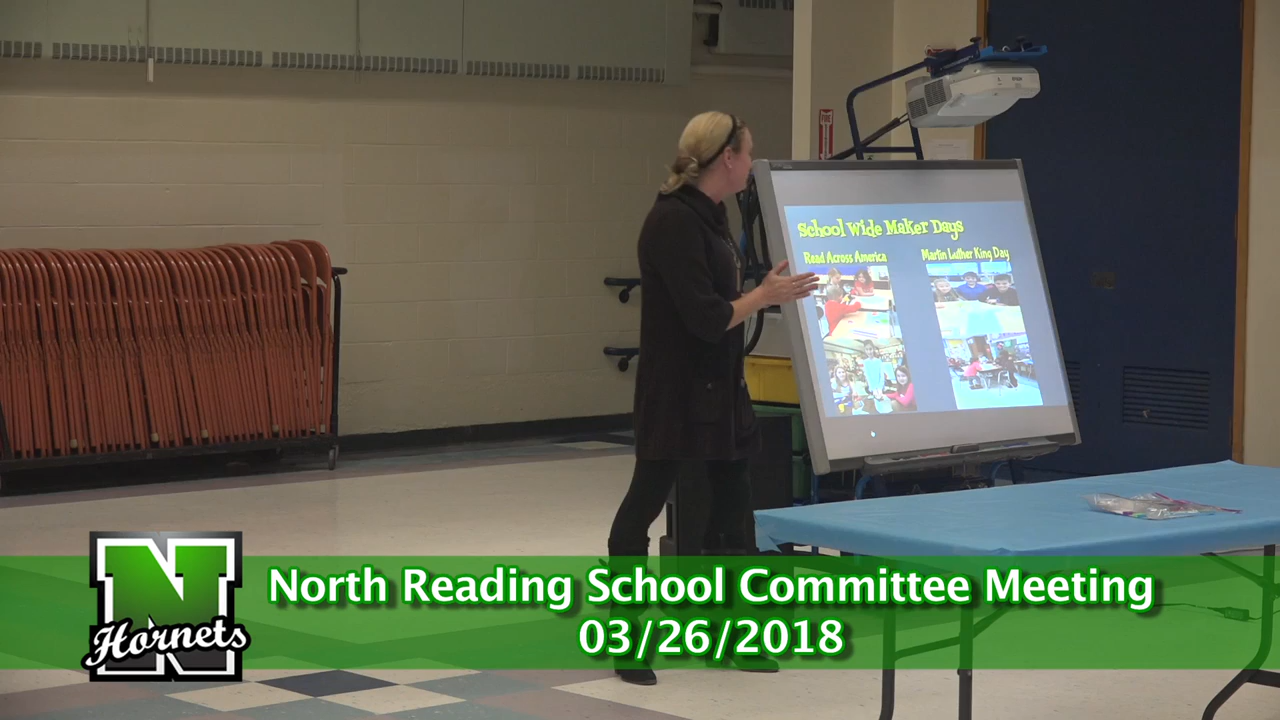 FIRE
School Wide Maker Days
Read Across America
Martin Luther King Day
N
Hornets
North Reading School Committee Meeting
03/26/2018